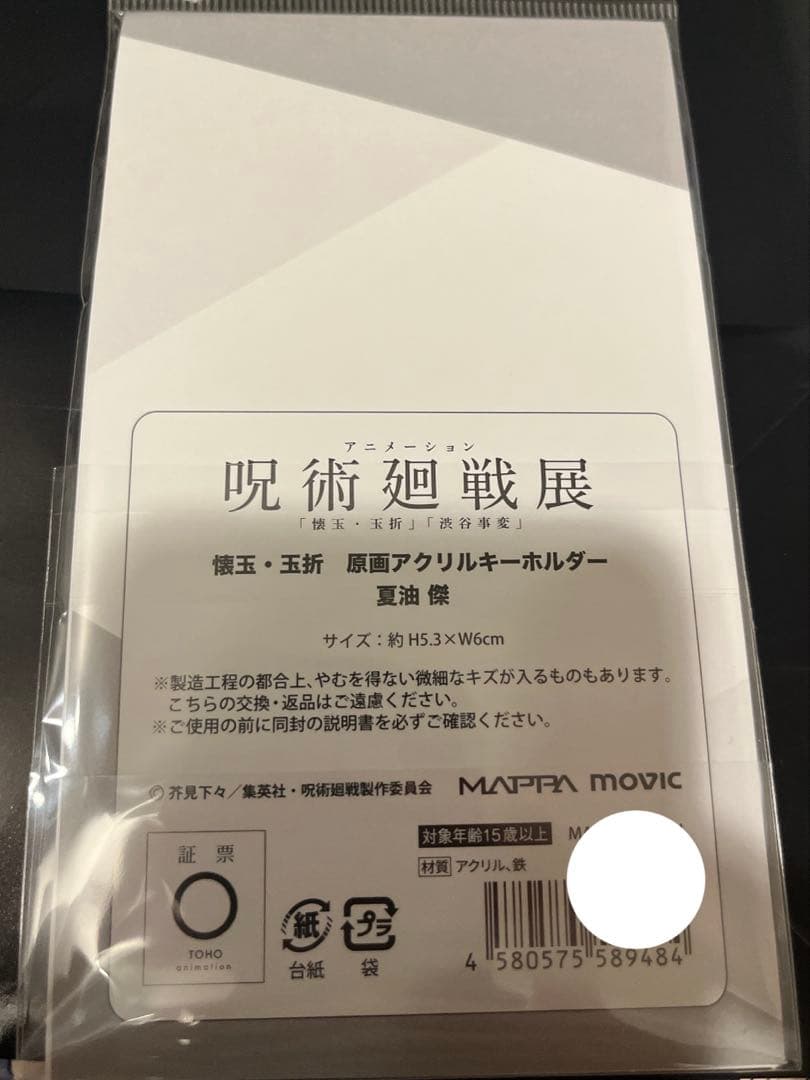 アニメーション
呪術廻戦展
「懐玉・玉折」「渋谷事変」
懐玉・玉折 原画アクリルキーホルダー
夏油 傑
サイズ：約 H5.3×W6cm
※製造工程の都合上、やむを得ない微細なキズが入るものもあります。
こちらの交換・返品はご遠慮ください。
※ご使用の前に同封の説明書を必ずご確認ください。
© 芥見下々／集英社・呪術廻戦製作委員会 MAPPA movic
対象年齢15歳以上
材質 アクリル、鉄
証票
TOHO
animation
紙
台紙
プラ
袋
4 580575 589484